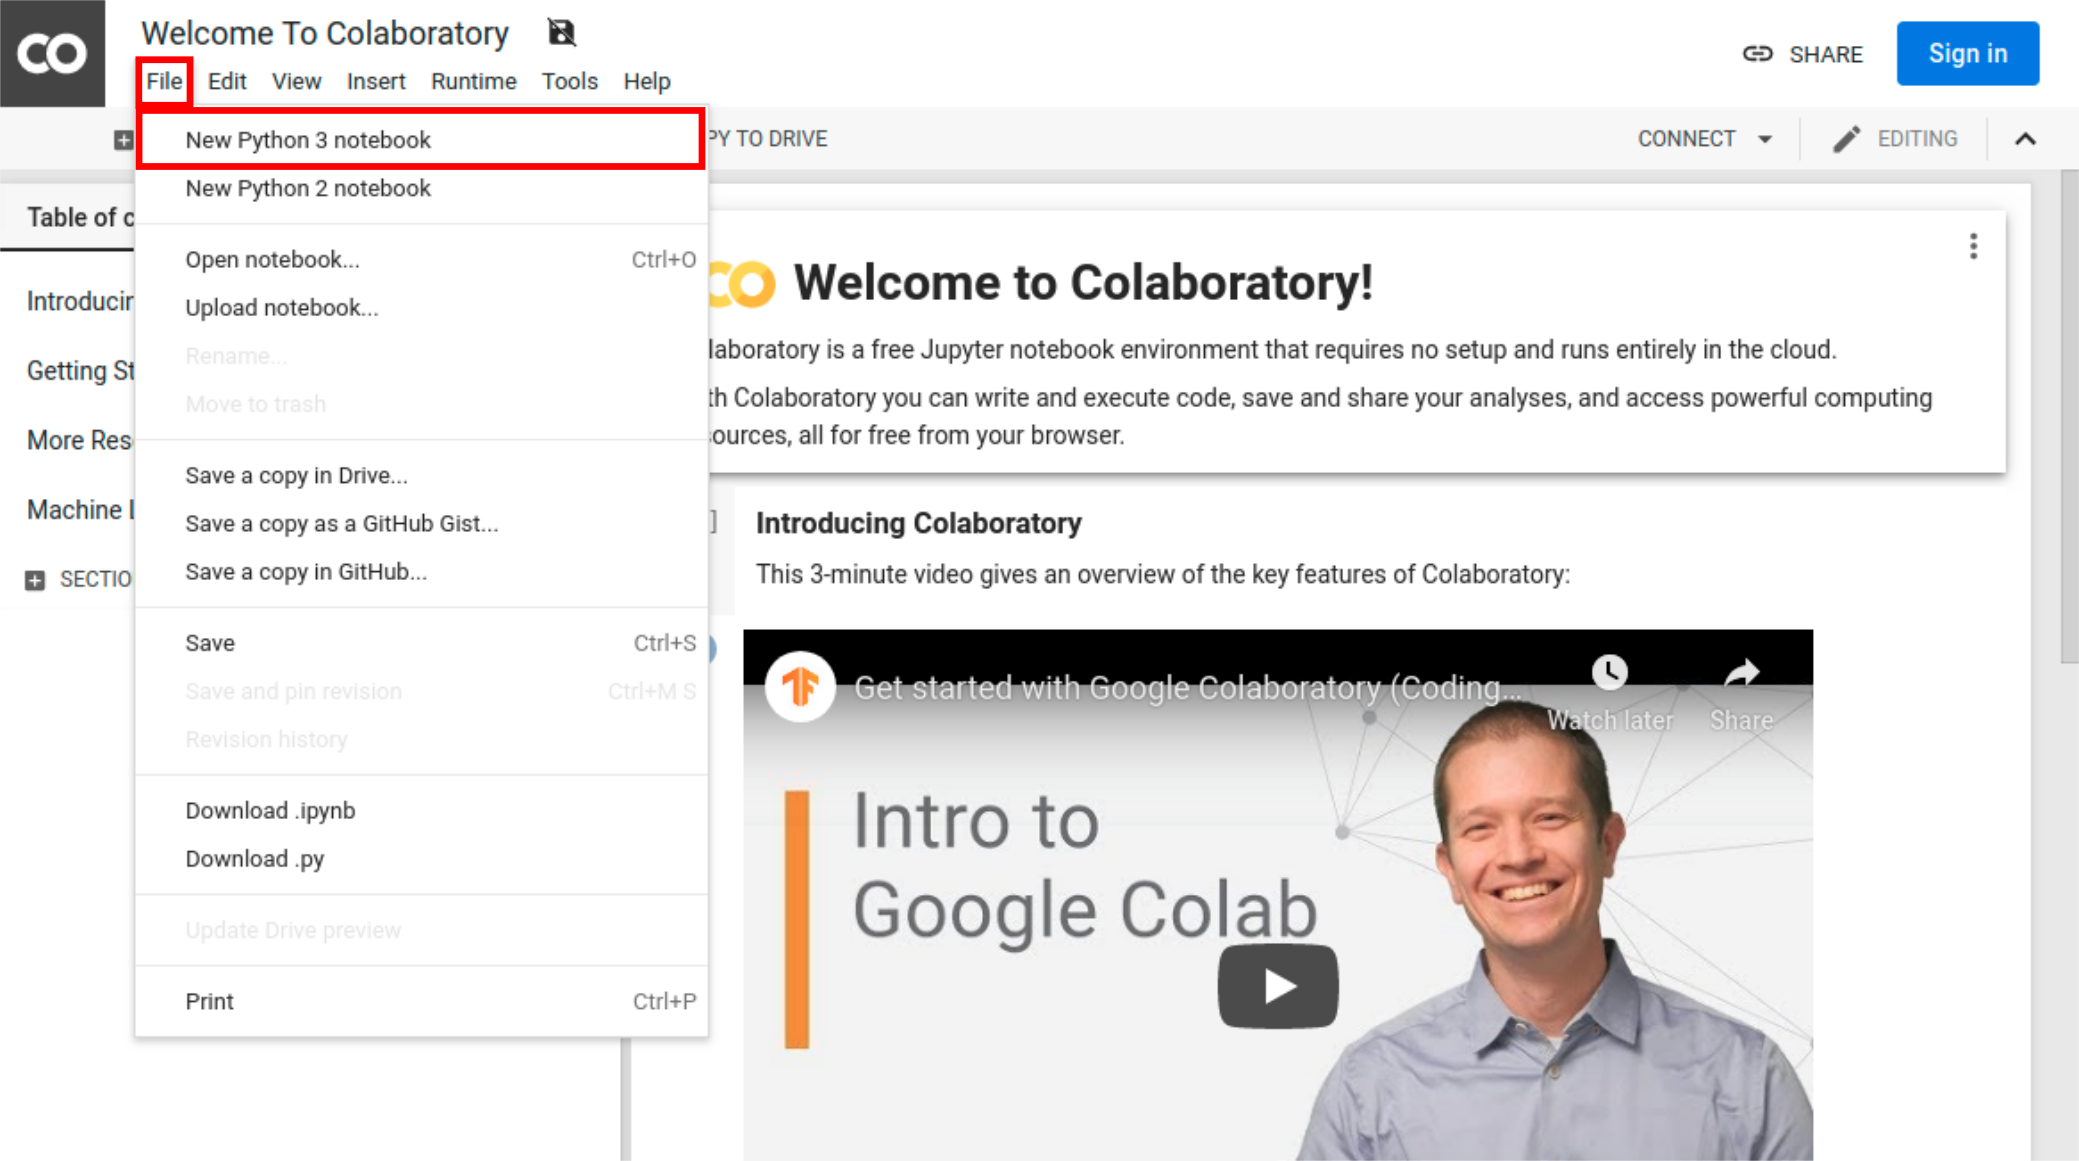 CO
Welcome To Colaboratory
File Edit View Insert Runtime Tools Help
SHARE
Sign in
PY TO DRIVE
CONNECT
EDITING
New Python 3 notebook
New Python 2 notebook
Open notebook... Ctrl+O
Upload notebook...
Rename...
Move to trash
Save a copy in Drive...
Save a copy as a GitHub Gist...
Save a copy in GitHub...
Save Ctrl+S
Save and pin revision Ctrl+M S
Revision history
Download .ipynb
Download .py
Update Drive preview
Print Ctrl+P
Table of c
Introducin
Getting St
More Res
Machine L
SECTIO
CO Welcome to Colaboratory!
laboratory is a free Jupyter notebook environment that requires no setup and runs entirely in the cloud.
th Colaboratory you can write and execute code, save and share your analyses, and access powerful computing
sources, all for free from your browser.
]
Introducing Colaboratory
This 3-minute video gives an overview of the key features of Colaboratory:
Get started with Google Colaboratory (Coding...
Watch later
Share
Intro to
Google Colab